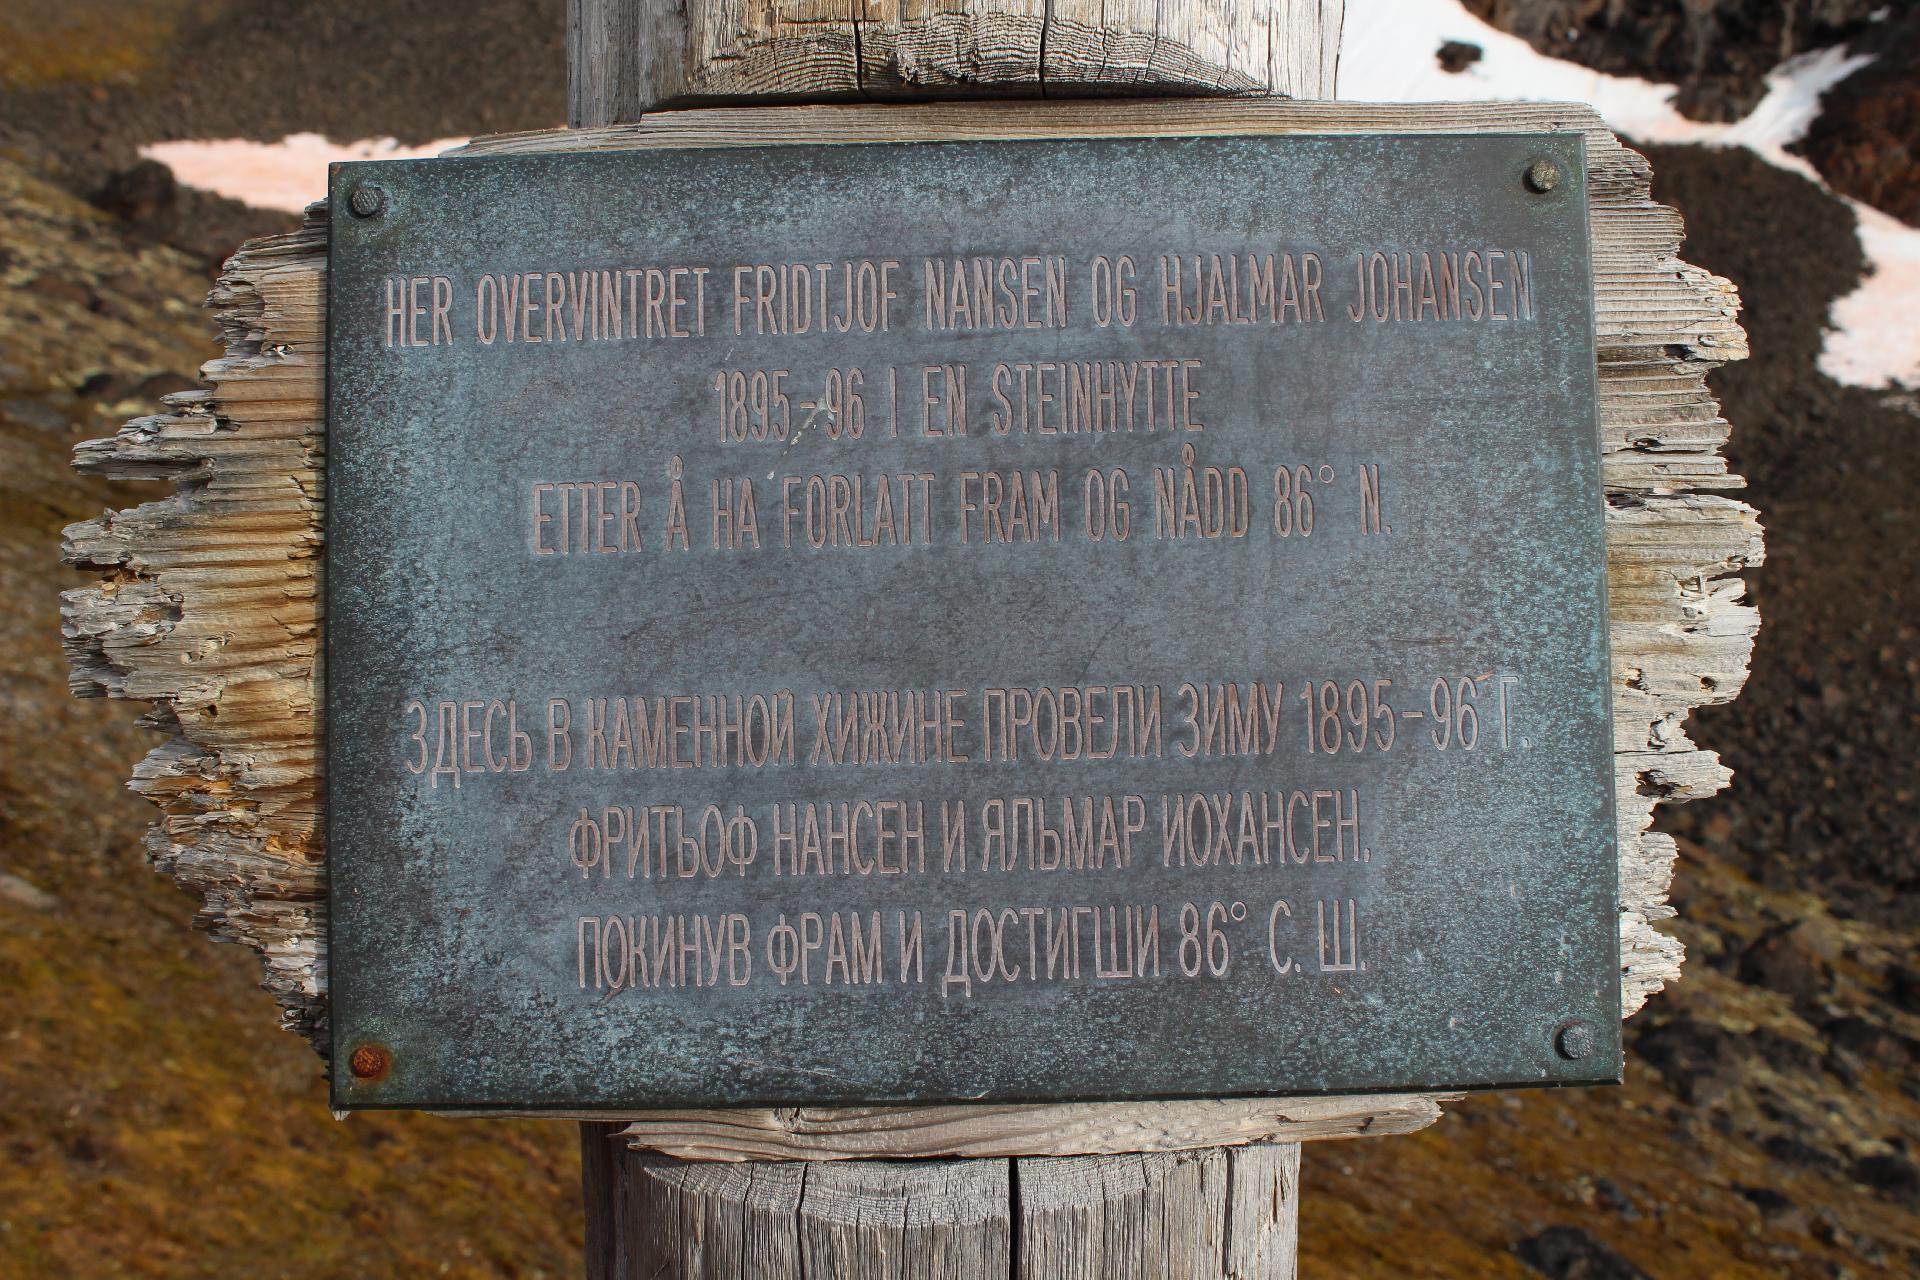 HER OVERVINTRET FRIDTJOF NANSEN OG HJALMAR JOHANSEN
1895-96 I EN STEINHYTTE
ETTER Å HA FORLATT FRAM OG NÅDD 86° N.
ЗДЕСЬ В КАМЕННОЙ ХИЖИНЕ ПРОВЕЛИ ЗИМУ 1895-96 Г.
ФРИТЬОФ НАНСЕН И ЯЛЬМАР ИОХАНСЕН.
ПОКИНУВ ФРАМ И ДОСТИГШИ 86° С. Ш.